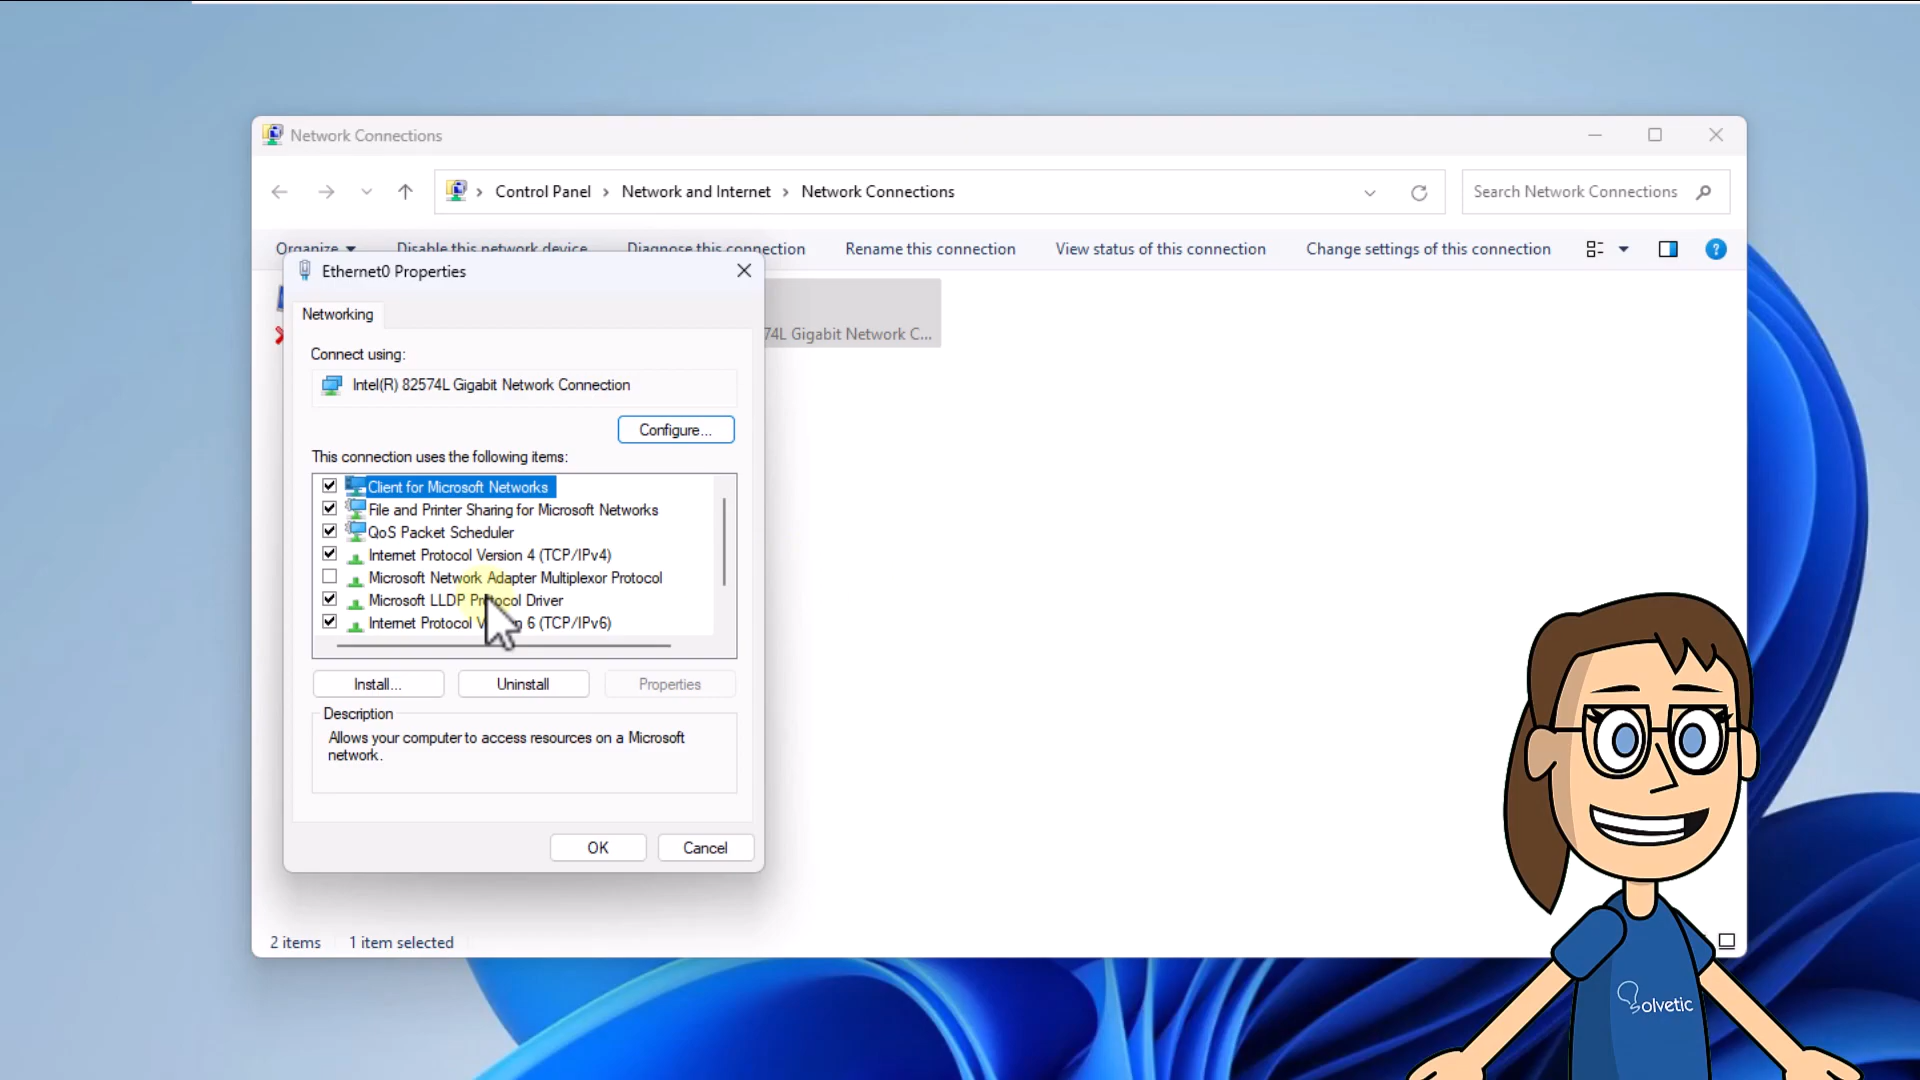 Network Connections
Control Panel
Network and Internet
Network Connections
Search Network Connections
Organize
Disable this network device
Diagnose this connection
Rename this connection
View status of this connection
Change settings of this connection
Ethernet0 Properties
74L Gigabit Network C...
Networking
Connect using:
Intel(R) 82574L Gigabit Network Connection
Configure...
This connection uses the following items:
Client for Microsoft Networks
File and Printer Sharing for Microsoft Networks
QoS Packet Scheduler
Internet Protocol Version 4 (TCP/IPv4)
Microsoft Network Adapter Multiplexor Protocol
Microsoft LLDP Protocol Driver
Internet Protocol V 6 (TCP/IPv6)
Install...
Uninstall
Properties
Description
Allows your computer to access resources on a Microsoft
network.
OK
Cancel
2 items
1 item selected
Solvetic